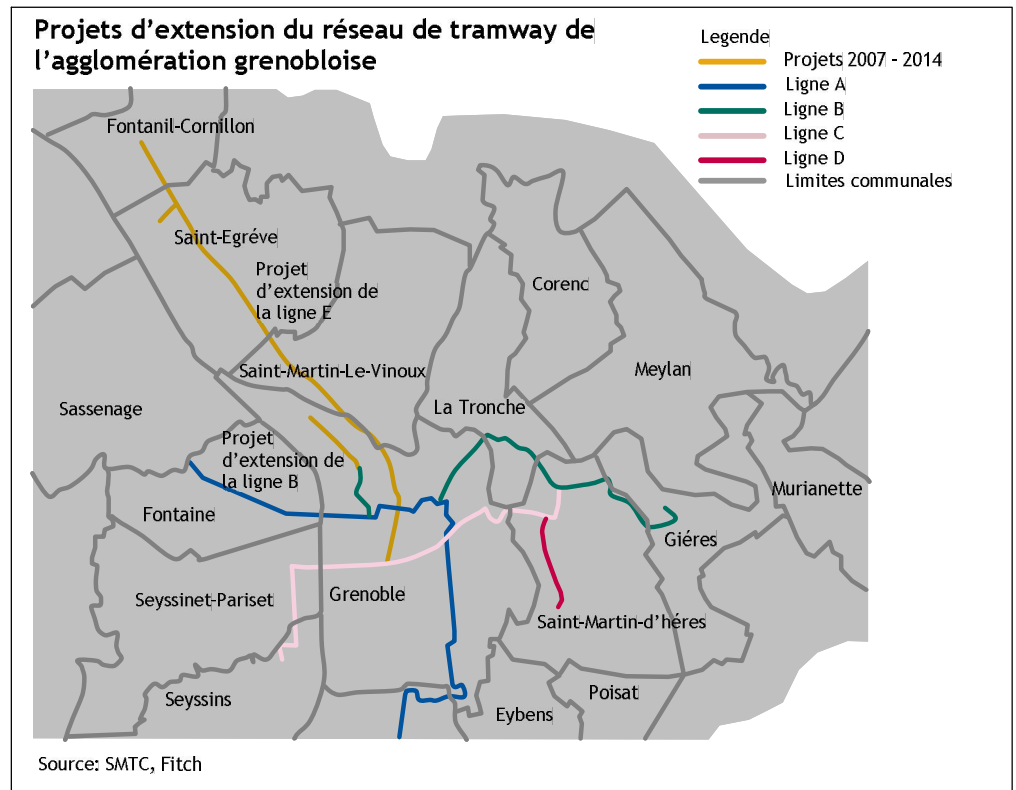 Projets d’extension du réseau de tramway de
l’agglomération grenobloise
Legende
Projets 2007 - 2014
Ligne A
Ligne B
Ligne C
Ligne D
Limites communales
Fontanil-Cornillon
Saint-Egréve
Projet
d’extension de
la ligne E
Corenc
Saint-Martin-Le-Vinoux
Meylan
Sassenage
La Tronche
Projet
d’extension de
la ligne B
Murianette
Fontaine
Giéres
Seyssinet-Pariset
Grenoble
Saint-Martin-d’héres
Seyssins
Poisat
Eybens
Source: SMTC, Fitch